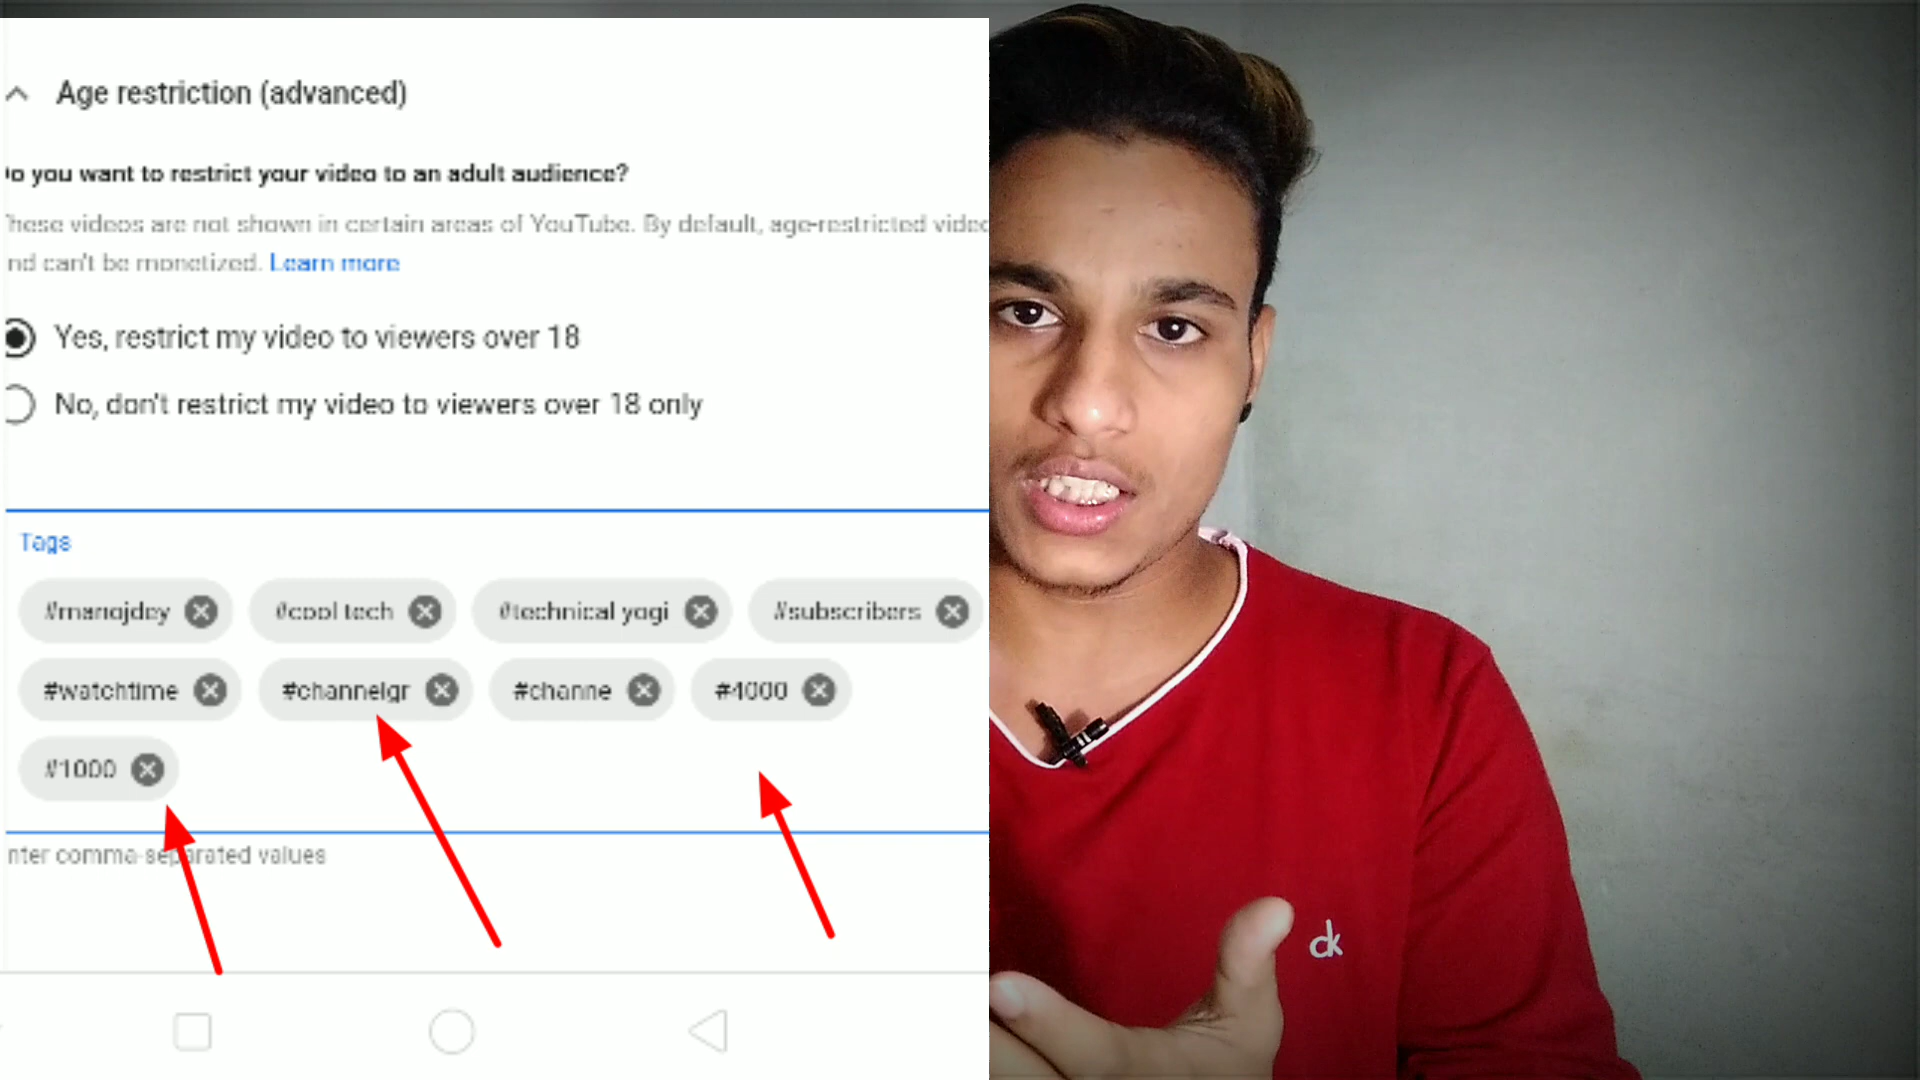 Age restriction (advanced)
o you want to restrict your video to an adult audience?
hese videos are not shown in certain areas of YouTube. By default, age-restricted videc
nd can't be monetized. Learn more
Yes, restrict my video to viewers over 18
No, don't restrict my video to viewers over 18 only
Tags
#manojdey #cool tech #technical yogi #subscribers
#watchtime #channelgr #channe #4000
#1000
nter comma-separated values
ck